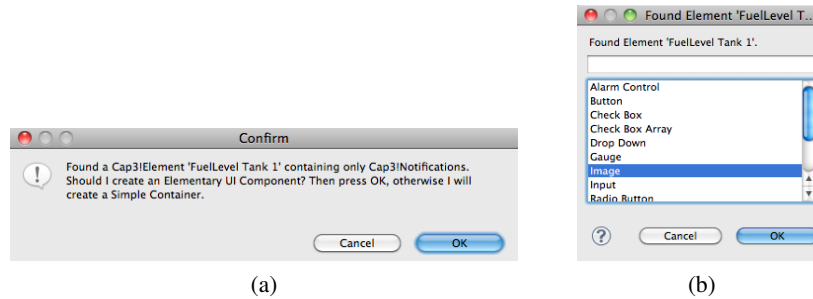 Confirm
Found a Cap3!Element 'FuelLevel Tank 1' containing only Cap3!Notifications.
Should I create an Elementary UI Component? Then press OK, otherwise I will
create a Simple Container.
Cancel
OK
(a)
Found Element 'FuelLevel T...
Found Element 'FuelLevel Tank 1'.
Alarm Control
Button
Check Box
Check Box Array
Drop Down
Gauge
Image
Input
Radio Button
?
Cancel
OK
(b)